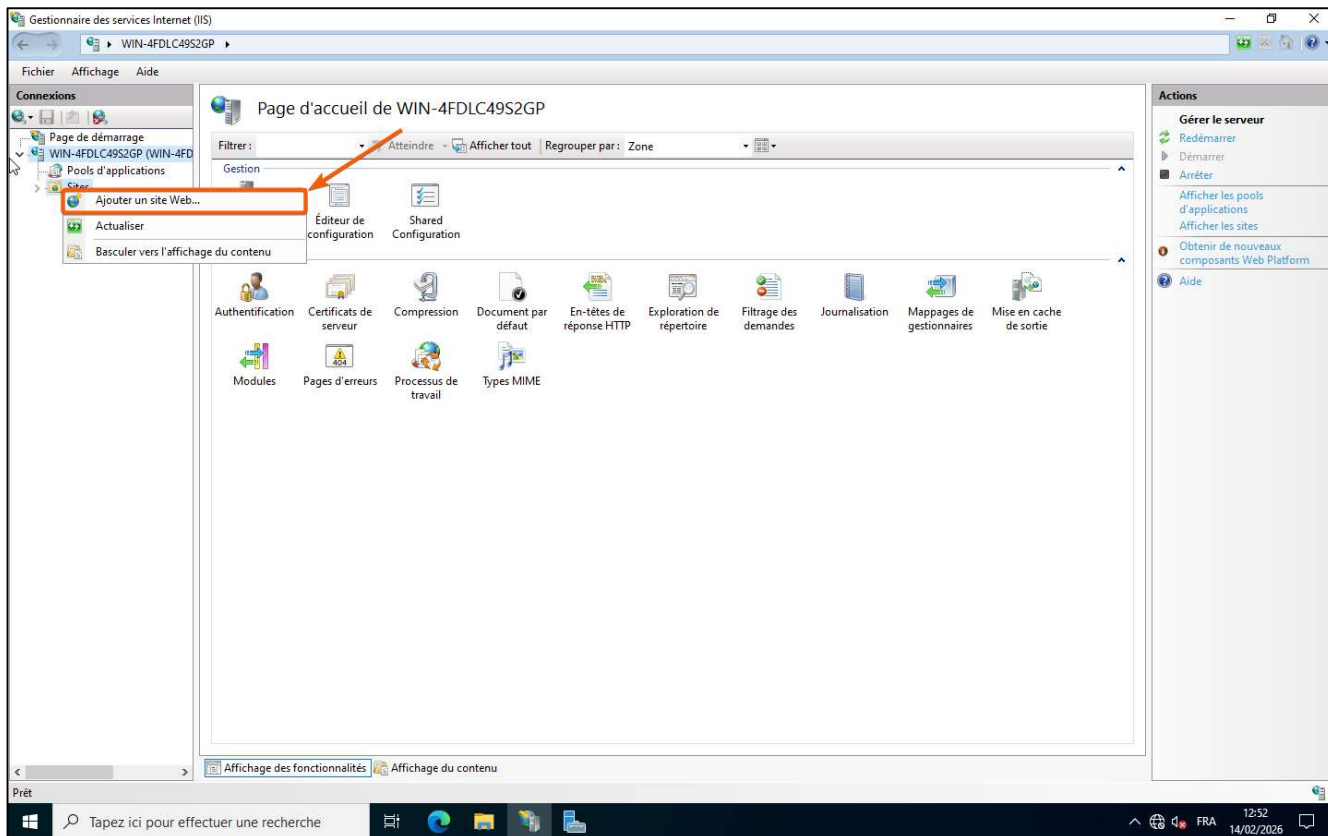 Gestionnaire des services Internet (IIS)
WIN-4FDLC49S2GP
Fichier Affichage Aide
Connexions
Page de démarrage
WIN-4FDLC49S2GP (WIN-4FD
Pools d'applications
Sites
Ajouter un site Web...
Actualiser
Basculer vers l'affichage du contenu
Page d'accueil de WIN-4FDLC49S2GP
Filtrer : Atteindre Afficher tout Regrouper par : Zone
Gestion
Éditeur de
configuration
Shared
Configuration
Authentification
Certificats de
serveur
Compression
Document par
défaut
En-têtes de
réponse HTTP
Exploration de
répertoire
Filtrage des
demandes
Journalisation
Mappages de
gestionnaires
Mise en cache
de sortie
Modules
404
Pages d'erreurs
Processus de
travail
Types MIME
Affichage des fonctionnalités Affichage du contenu
Actions
Gérer le serveur
Redémarrer
Démarrer
Arrêter
Afficher les pools
d'applications
Afficher les sites
Obtenir de nouveaux
composants Web Platform
Aide
Prêt
Tapez ici pour effectuer une recherche
FRA
12:52
14/02/2026